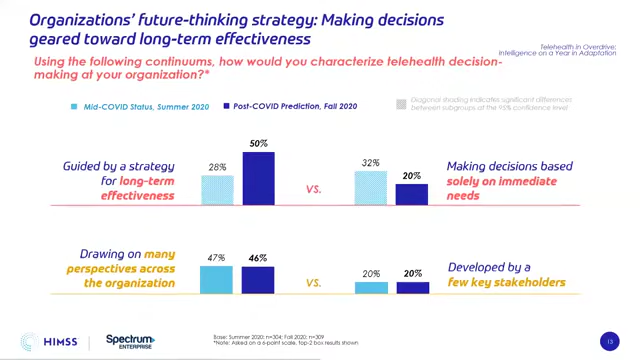 Organizations' future-thinking strategy: Making decisions
geared toward long-term effectiveness
Telehealth in Overdrive:
Intelligence on a Year in Adaptation
Using the following continuums, how would you characterize telehealth decision-
making at your organization?*
Mid-COVID Status, Summer 2020
Post-COVID Prediction, Fall 2020
Diagonal shading indicates significant differences
between subgroups at the 95% confidence level
Guided by a strategy
for long-term
effectiveness
28%
50%
VS.
32%
20%
Making decisions based
solely on immediate
needs
Drawing on many
perspectives across
the organization
47%
46%
VS.
20%
20%
Developed by a
few key stakeholders
HIMSS
Spectrum
ENTERPRISE
Base: Summer 2020: n=304; Fall 2020: n=309
*Note: Asked on a 6-point scale, top-2 box results shown
13